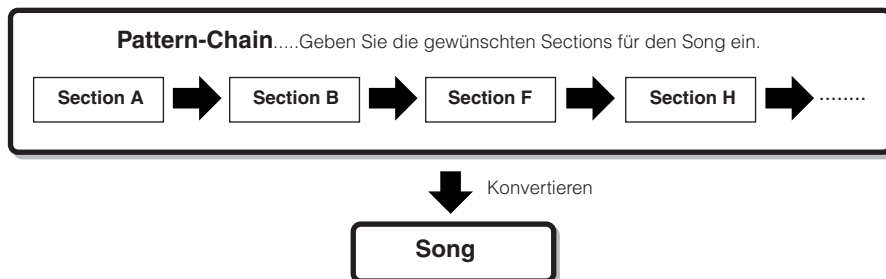 Pattern-Chain.....Geben Sie die gewünschten Sections für den Song ein.
Section A Section B Section F Section H ........
Konvertieren
Song